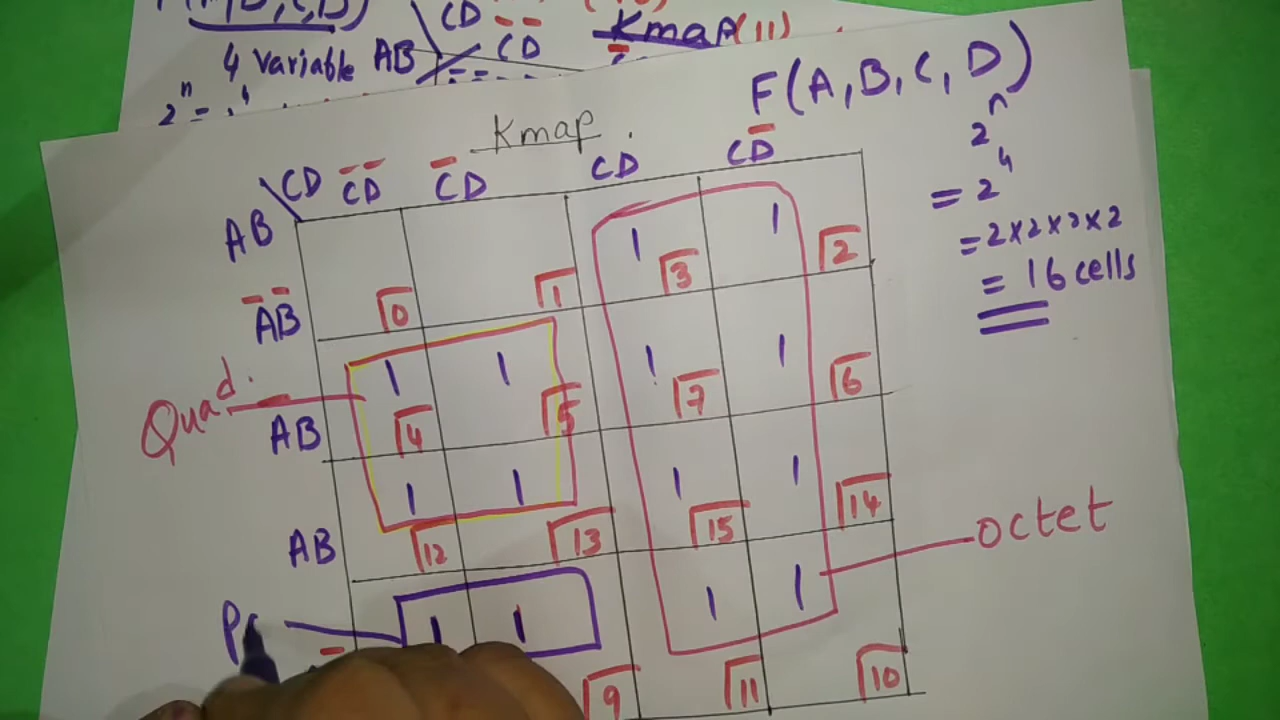 CD
4 variable AB
C̅D̅
Kmap (11)
F(A,B,C,D)
Kmap .
2ⁿ
= 2⁴
= 2×2×2×2
= 16 cells
CD C̅D̅ C̅D CD CD̅
AB
A̅B̅ 0 1 3 2
1 1
Quad.
A̅B 4 5 7 6
1 1 1 1
AB 12 13 15 14
1 1 1 1
octet
1 1 1 1
9 11 10